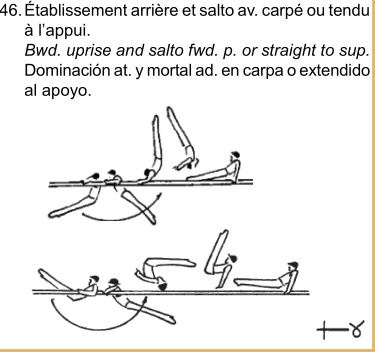 46. Établissement arrière et salto av. carpé ou tendu
à l'appui.
Bwd. uprise and salto fwd. p. or straight to sup.
Dominación at. y mortal ad. en carpa o extendido
al apoyo.